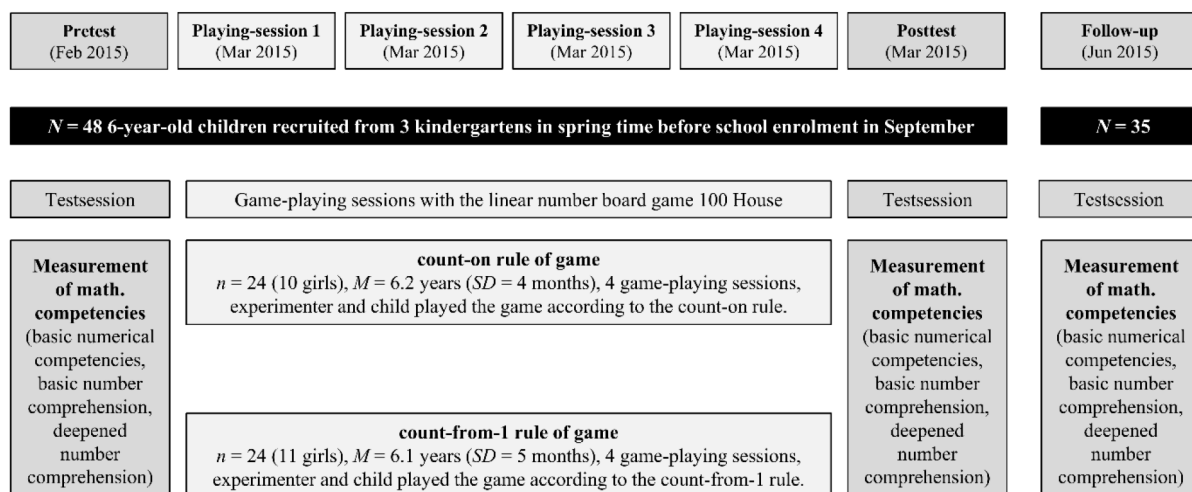 Pretest
(Feb 2015)
Playing-session 1
(Mar 2015)
Playing-session 2
(Mar 2015)
Playing-session 3
(Mar 2015)
Playing-session 4
(Mar 2015)
Posttest
(Mar 2015)
Follow-up
(Jun 2015)
N = 48 6-year-old children recruited from 3 kindergartens in spring time before school enrolment in September
N = 35
Testsession
Game-playing sessions with the linear number board game 100 House
Testsession
Testsession
Measurement
of math.
competencies
(basic numerical
competencies,
basic number
comprehension,
deepened
number
comprehension)
count-on rule of game
n = 24 (10 girls), M = 6.2 years (SD = 4 months), 4 game-playing sessions,
experimenter and child played the game according to the count-on rule.
count-from-1 rule of game
n = 24 (11 girls), M = 6.1 years (SD = 5 months), 4 game-playing sessions,
experimenter and child played the game according to the count-from-1 rule.
Measurement
of math.
competencies
(basic numerical
competencies,
basic number
comprehension,
deepened
number
comprehension)
Measurement
of math.
competencies
(basic numerical
competencies,
basic number
comprehension,
deepened
number
comprehension)